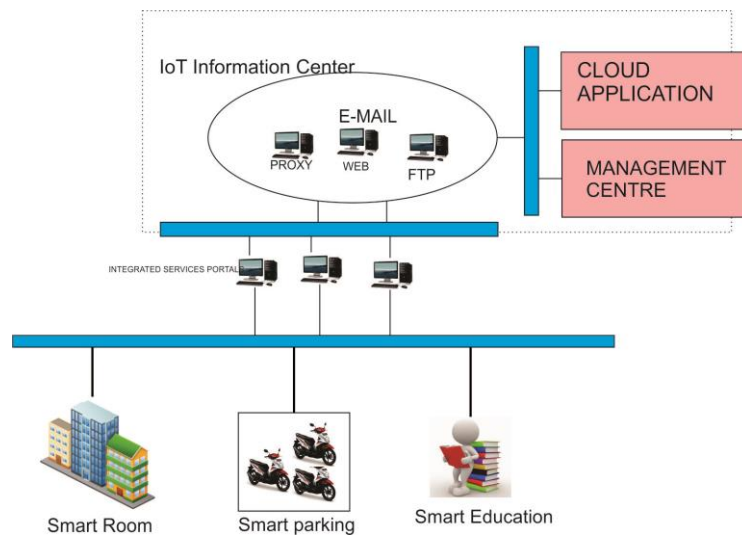 IoT Information Center
CLOUD
APPLICATION
E-MAIL
PROXY
WEB
FTP
MANAGEMENT
CENTRE
INTEGRATED SERVICES PORTAL
Smart Room
Smart parking
Smart Education